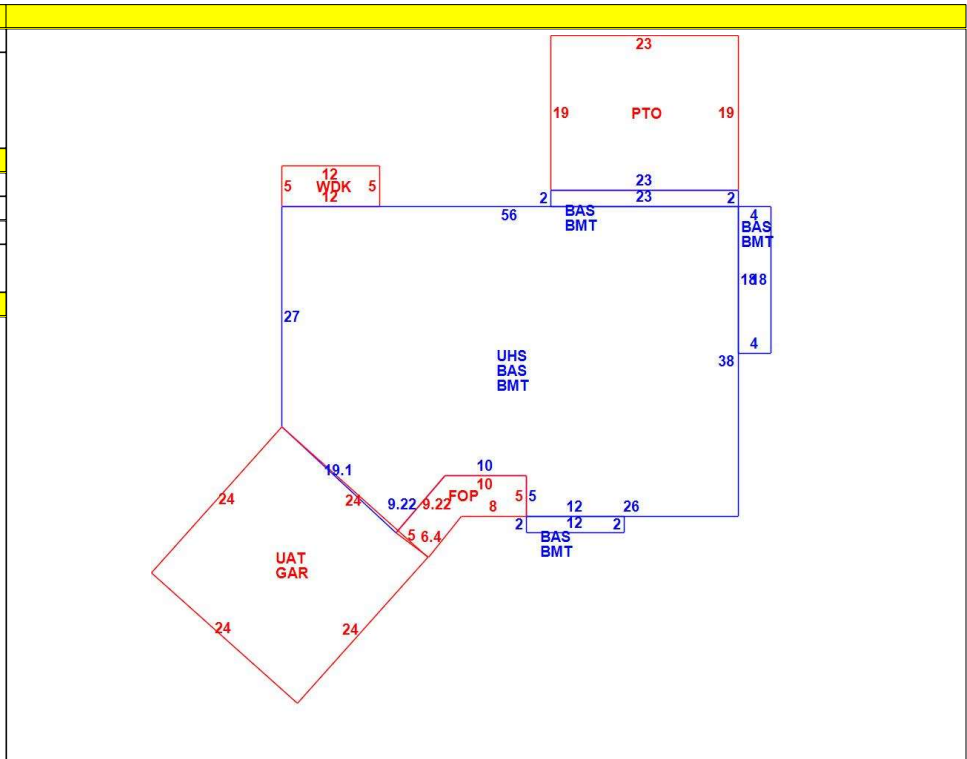 23
19 PTO 19
12
5 WDK 5
12
23
2 23 2
56
BAS
BMT
4
BAS
BMT
18 18
4
27
38
UHS
BAS
BMT
19.1
24
10
10
9.22 9.22 FOP 5 5
8
12 26
5 6.4
2 12 2
BAS
BMT
24
UAT
GAR
24
24